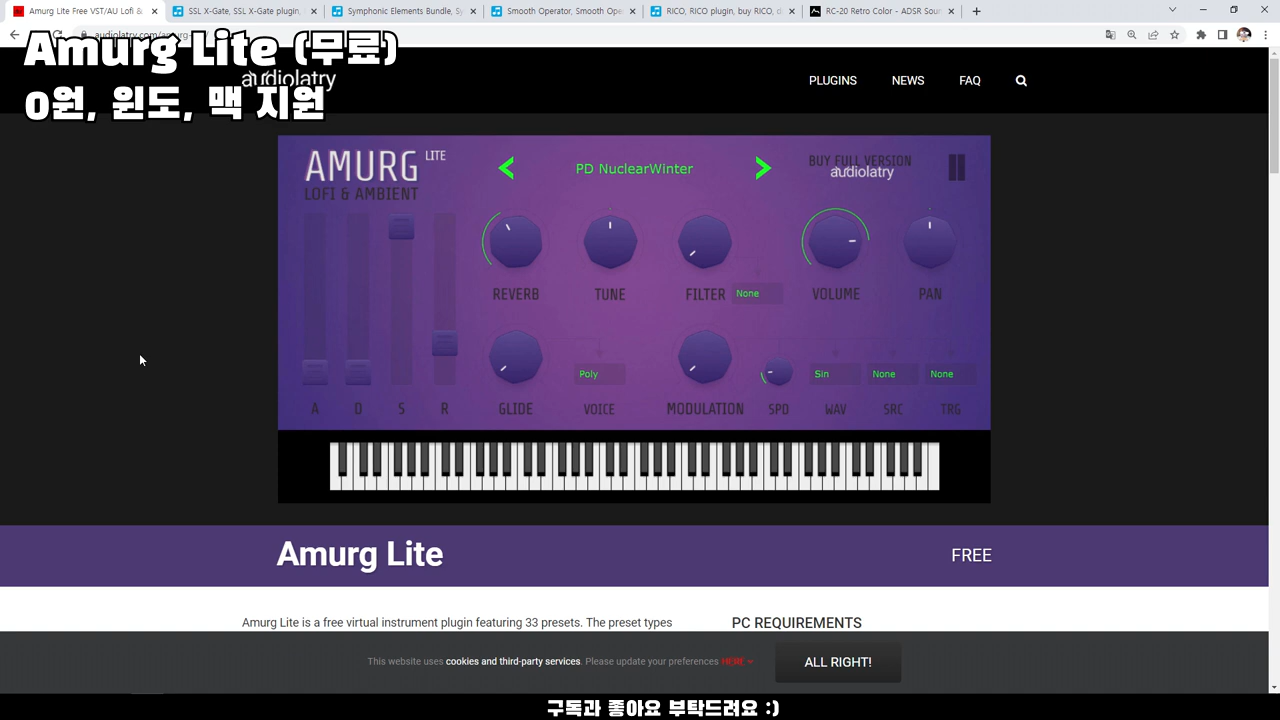 Amurg Lite Free VST/AU Lofi &
SSL X-Gate, SSL X-Gate plugin,
Symphonic Elements Bundle, Sy
Smooth Operator, Smooth Ope
RICO, RICO plugin, buy RICO, d
RC-20 Retro Color - ADSR Soun
audiolatry.com/amurg-
Amurg Lite (무료)
0원, 윈도, 맥 지원
audiolatry
PLUGINS
NEWS
FAQ
AMURG LITE
LOFI & AMBIENT
PD NuclearWinter
BUY FULL VERSION
audiolatry
REVERB
TUNE
FILTER
None
VOLUME
PAN
Poly
Sin
None
None
A
D
S
R
GLIDE
VOICE
MODULATION
SPD
WAV
SRC
TRG
Amurg Lite
FREE
Amurg Lite is a free virtual instrument plugin featuring 33 presets. The preset types
PC REQUIREMENTS
This website uses cookies and third-party services. Please update your preferences HERE
ALL RIGHT!
구독과 좋아요 부탁드려요 :)